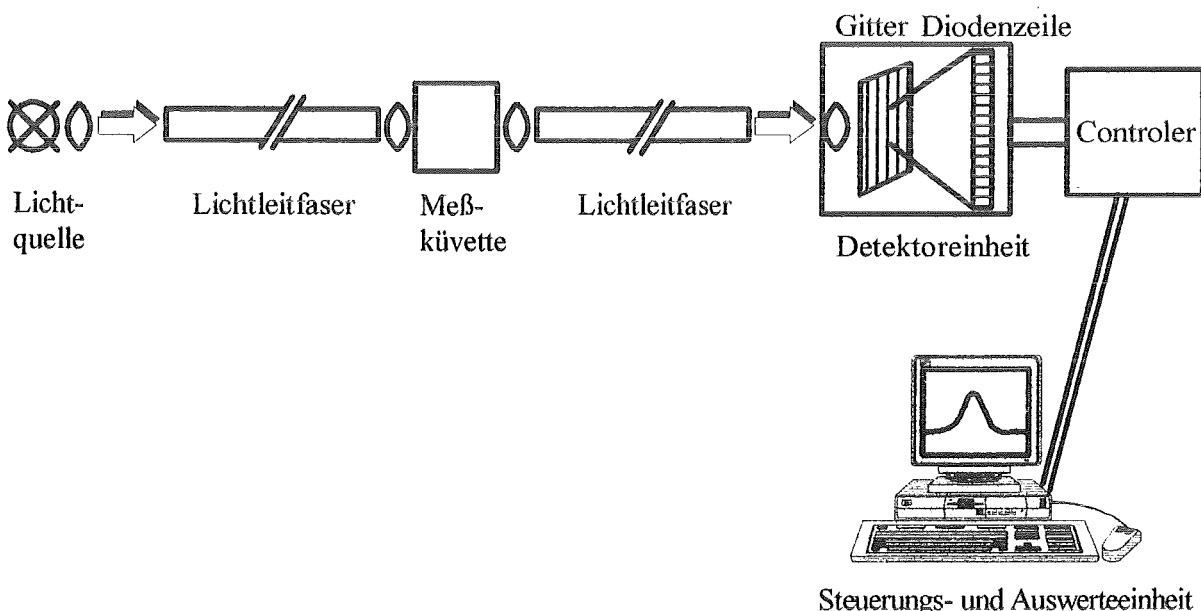 Gitter Diodenzeile
Controler
Licht-
quelle
Lichtleitfaser
Meß-
küvette
Lichtleitfaser
Detektoreinheit
Steuerungs- und Auswerteeinheit